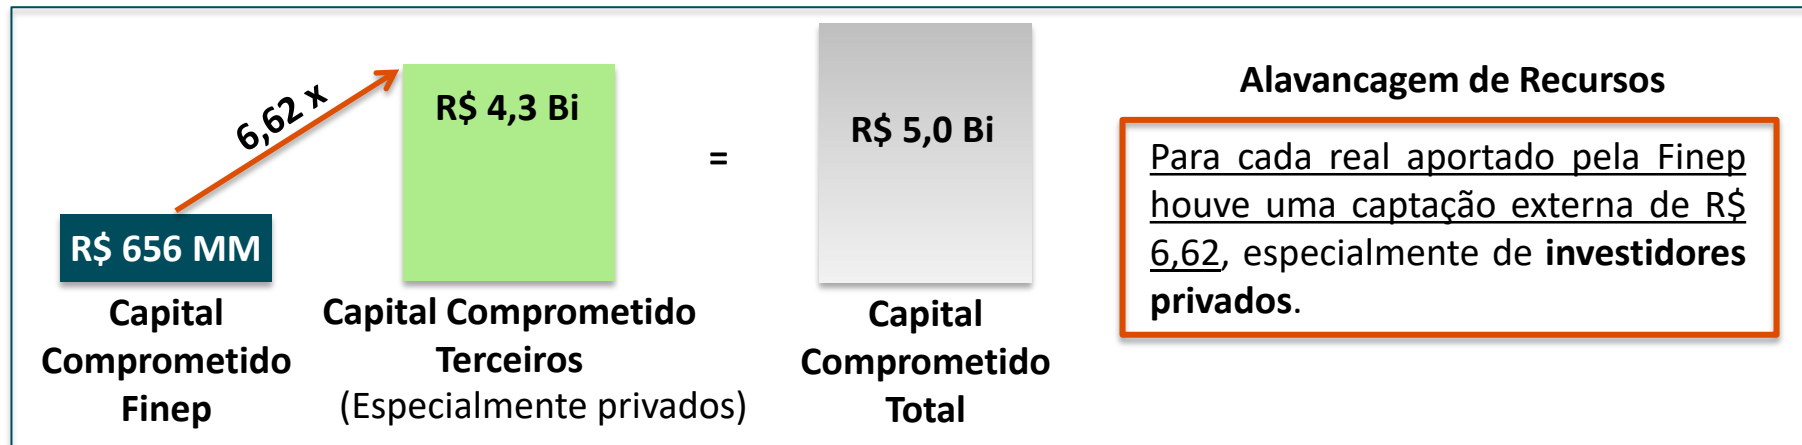 6,62 x
R$ 656 MM
Capital
Comprometido
Finep
R$ 4,3 Bi
Capital Comprometido
Terceiros
(Especialmente privados)
=
R$ 5,0 Bi
Capital
Comprometido
Total
Alavancagem de Recursos
Para cada real aportado pela Finep
houve uma captação externa de R$
6,62, especialmente de investidores
privados.